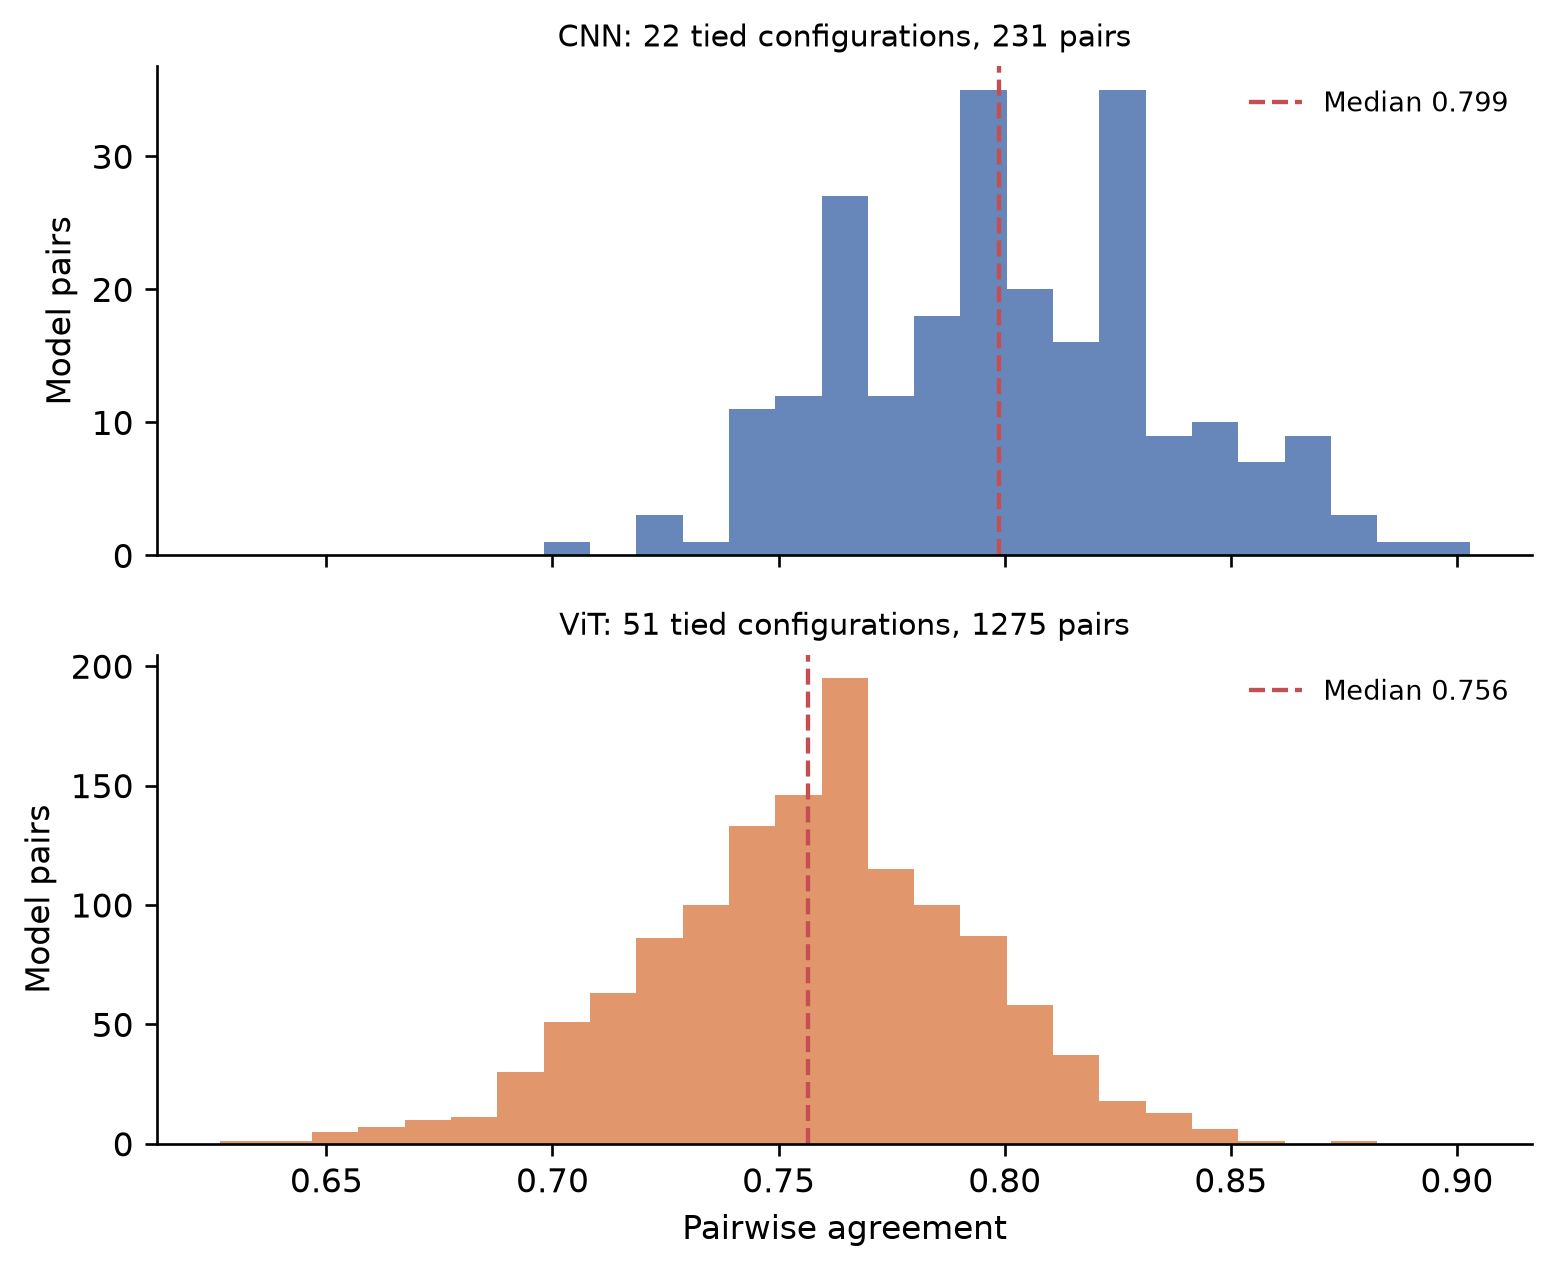 CNN: 22 tied configurations, 231 pairs
Median 0.799
Model pairs
30
20
10
0
ViT: 51 tied configurations, 1275 pairs
Median 0.756
Model pairs
200
150
100
50
0
0.65 0.70 0.75 0.80 0.85 0.90
Pairwise agreement